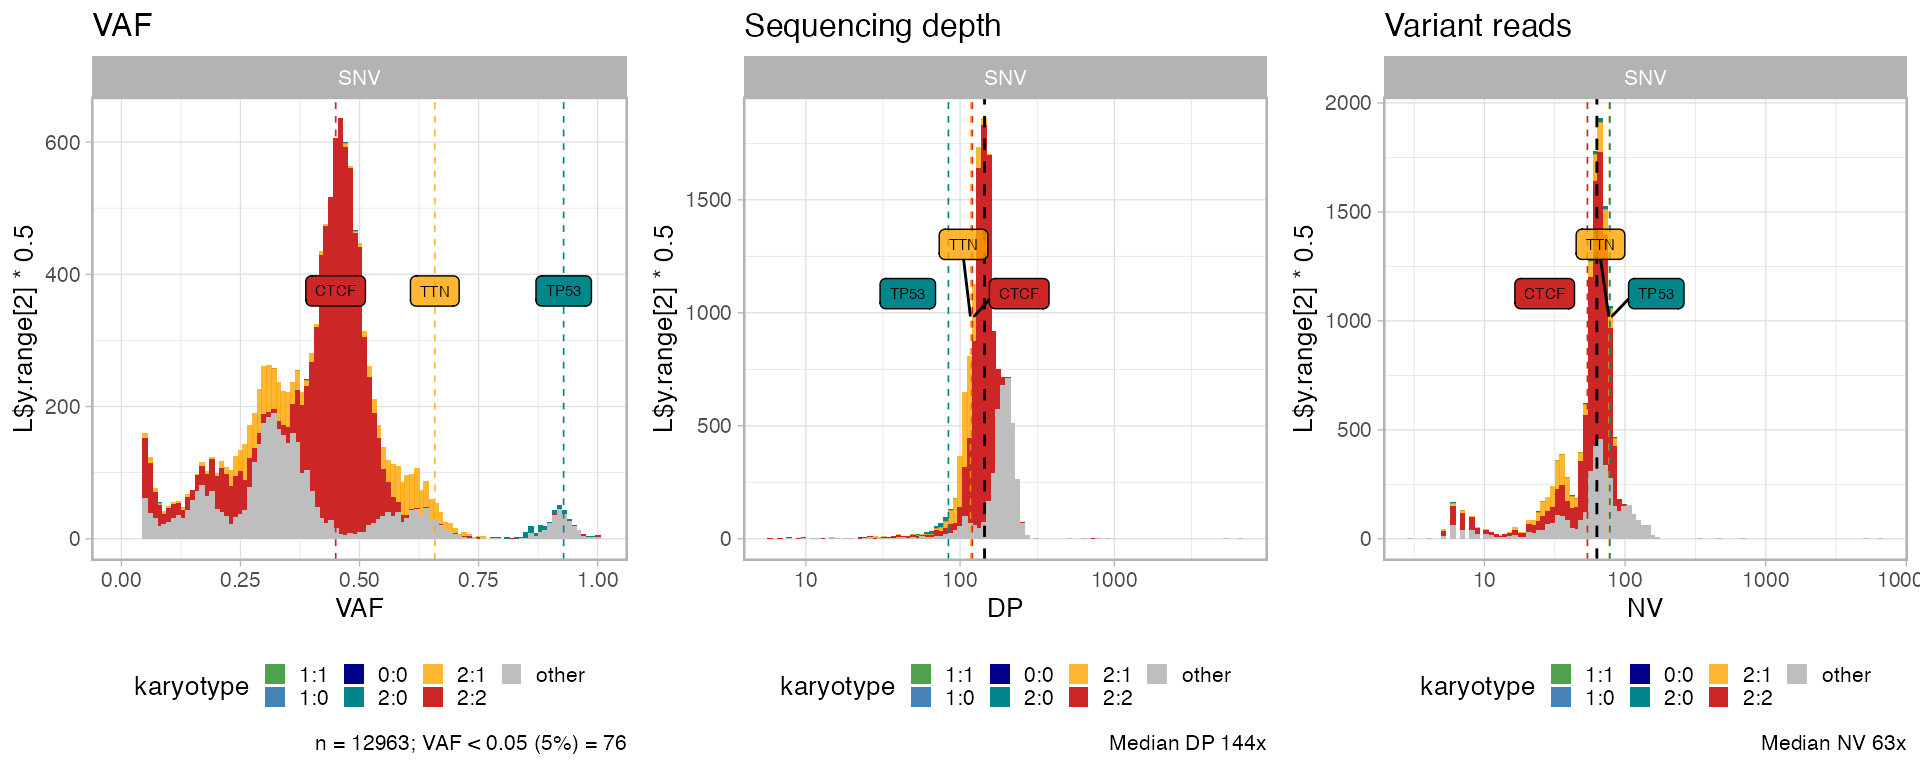 VAF
SNV
600
400
200
0
L$y.range[2] * 0.5
CTCF
TTN
TP53
0.00 0.25 0.50 0.75 1.00
VAF
karyotype
1:1 0:0 2:1 other
1:0 2:0 2:2
n = 12963; VAF < 0.05 (5%) = 76
Sequencing depth
SNV
1500
1000
500
0
L$y.range[2] * 0.5
TTN
TP53
CTCF
10 100 1000
DP
karyotype
1:1 0:0 2:1 other
1:0 2:0 2:2
Median DP 144x
Variant reads
SNV
2000
1500
1000
500
0
L$y.range[2] * 0.5
TTN
CTCF
TP53
10 100 1000 1000
NV
karyotype
1:1 0:0 2:1 other
1:0 2:0 2:2
Median NV 63x